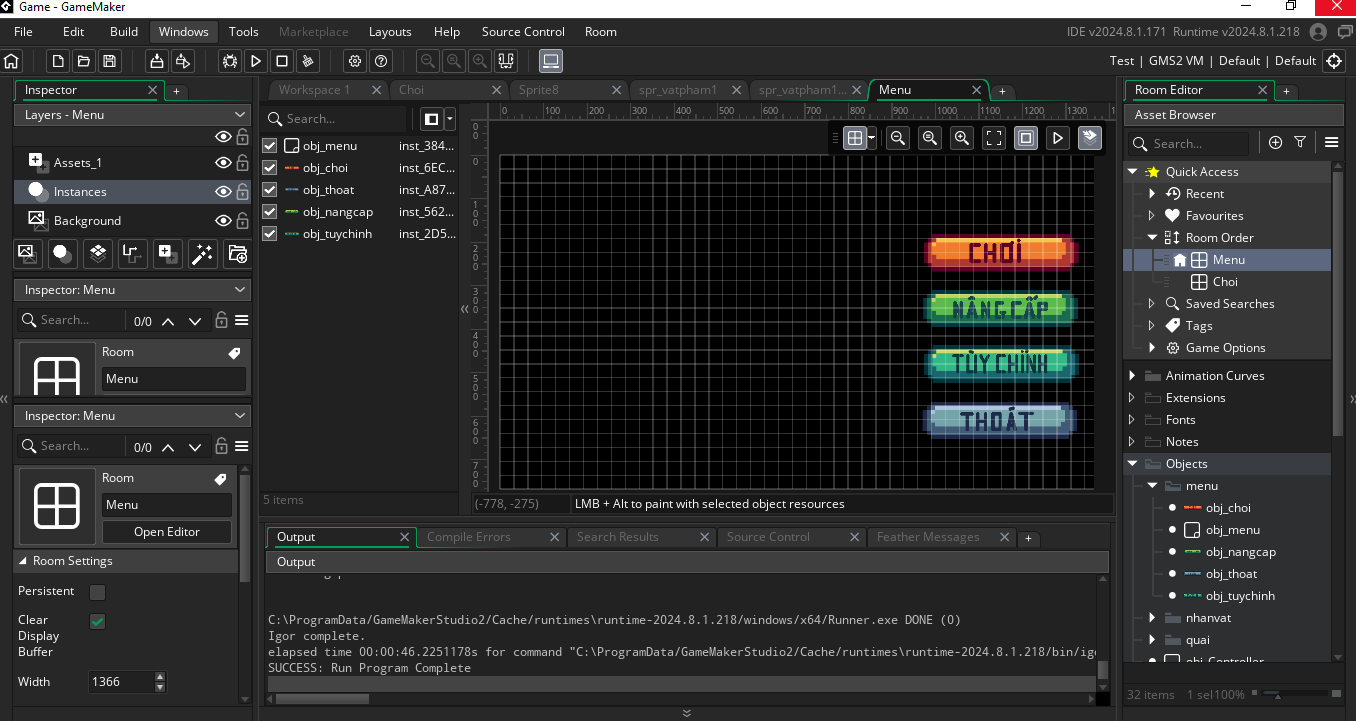 Game - GameMaker
File Edit Build Windows Tools Marketplace Layouts Help Source Control Room
IDE v2024.8.1.171 Runtime v2024.8.1.218
Test | GMS2 VM | Default | Default
Inspector
Layers - Menu
Assets_1
Instances
Background
Inspector: Menu
Search...
0/0
Room
Menu
Inspector: Menu
Search...
0/0
Room
Menu
Open Editor
Room Settings
Persistent
Clear
Display
Buffer
Width
1366
Workspace 1
Choi
Sprite8
spr_vatpham1
spr_vatpham1...
Menu
Search...
obj_menu inst_384...
obj_choi inst_6EC...
obj_thoat inst_A87...
obj_nangcap inst_562...
obj_tuychinh inst_2D5...
5 items
0 100 200 300 400 500 600 700 800 900 1000 1100 1200 1300
0
100
200
300
400
500
600
700
CHƠI
NÂNG CẤP
TÙY CHỈNH
THOÁT
(-778, -275)
LMB + Alt to paint with selected object resources
Output
Compile Errors
Search Results
Source Control
Feather Messages
Output
C:\ProgramData/GameMakerStudio2/Cache/runtimes\runtime-2024.8.1.218/windows/x64/Runner.exe DONE (0)
Igor complete.
elapsed time 00:00:46.2251178s for command "C:\ProgramData/GameMakerStudio2/Cache/runtimes\runtime-2024.8.1.218/bin/igo
SUCCESS: Run Program Complete
Room Editor
Asset Browser
Search...
Quick Access
Recent
Favourites
Room Order
Menu
Choi
Saved Searches
Tags
Game Options
Animation Curves
Extensions
Fonts
Notes
Objects
menu
obj_choi
obj_menu
obj_nangcap
obj_thoat
obj_tuychinh
nhanvat
quai
obj_Controller
32 items 1 sel 100%